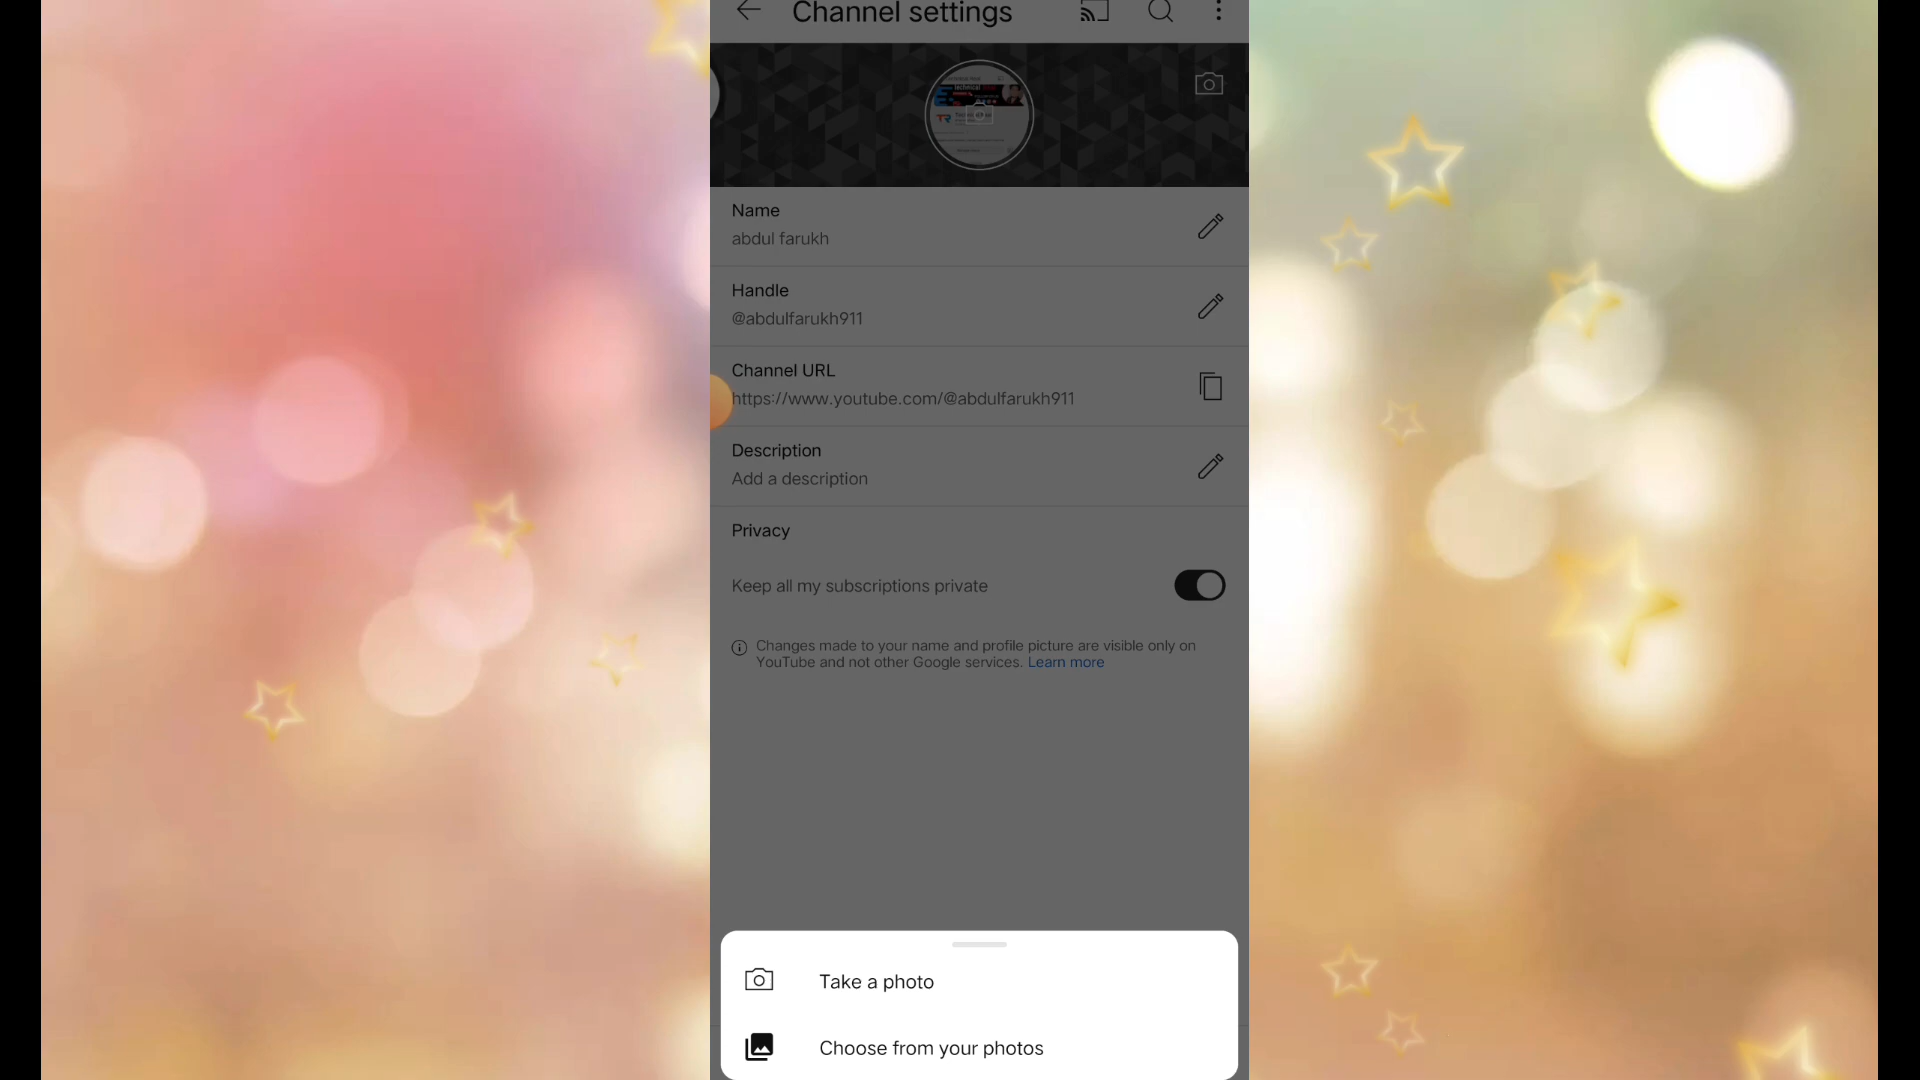 Channel settings
Technical
TR
Name
abdul farukh
Handle
@abdulfarukh911
Channel URL
https://www.youtube.com/@abdulfarukh911
Description
Add a description
Privacy
Keep all my subscriptions private
Changes made to your name and profile picture are visible only on
YouTube and not other Google services. Learn more
Take a photo
Choose from your photos